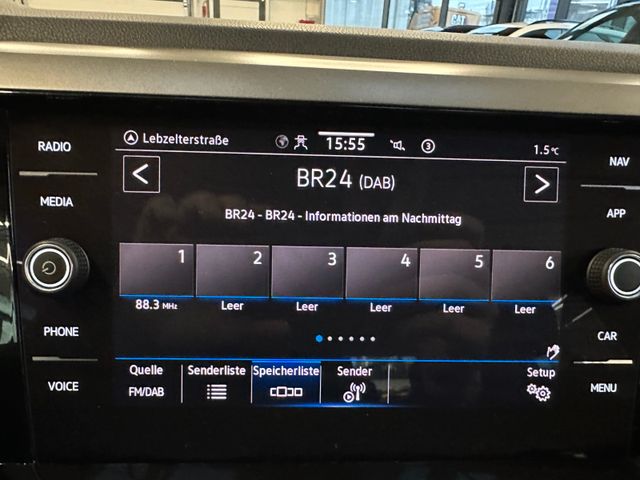 RADIO
MEDIA
PHONE
VOICE
Lebzelterstraße
15:55
3
1.5°C
<
BR24 (DAB)
>
BR24 - BR24 - Informationen am Nachmittag
1 2 3 4 5 6
88.3 MHz Leer Leer Leer Leer Leer
Quelle Senderliste Speicherliste Sender Setup
FM/DAB
NAV
APP
CAR
MENU